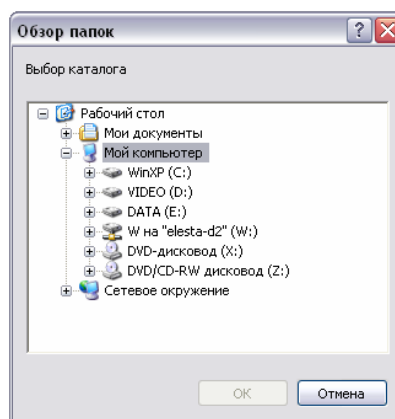 Обзор папок
Выбор каталога
Рабочий стол
Мои документы
Мой компьютер
WinXP (C:)
VIDEO (D:)
DATA (E:)
W на "elesta-d2" (W:)
DVD-дисковод (X:)
DVD/CD-RW дисковод (Z:)
Сетевое окружение
ОК Отмена